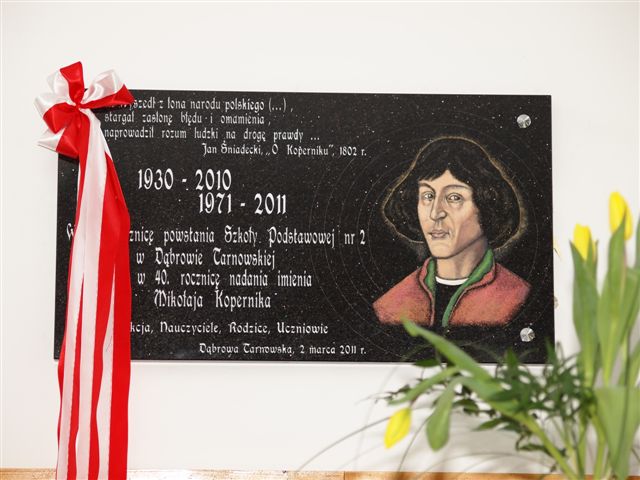 wyszedł z łona narodu polskiego (...) ,
stargał zasłonę błędu i omamienia ,
naprowadził rozum ludzki na drogę prawdy ...
Jan Śniadecki, „O Koperniku", 1802 r.
1930 - 2010
1971 - 2011
powstania Szkoły Podstawowej nr 2
w Dąbrowie Tarnowskiej
w 40. rocznicę nadania imienia
Mikołaja Kopernika
Nauczyciele, Rodzice, Uczniowie
Dąbrowa Tarnowska, 2 marca 2011 r.